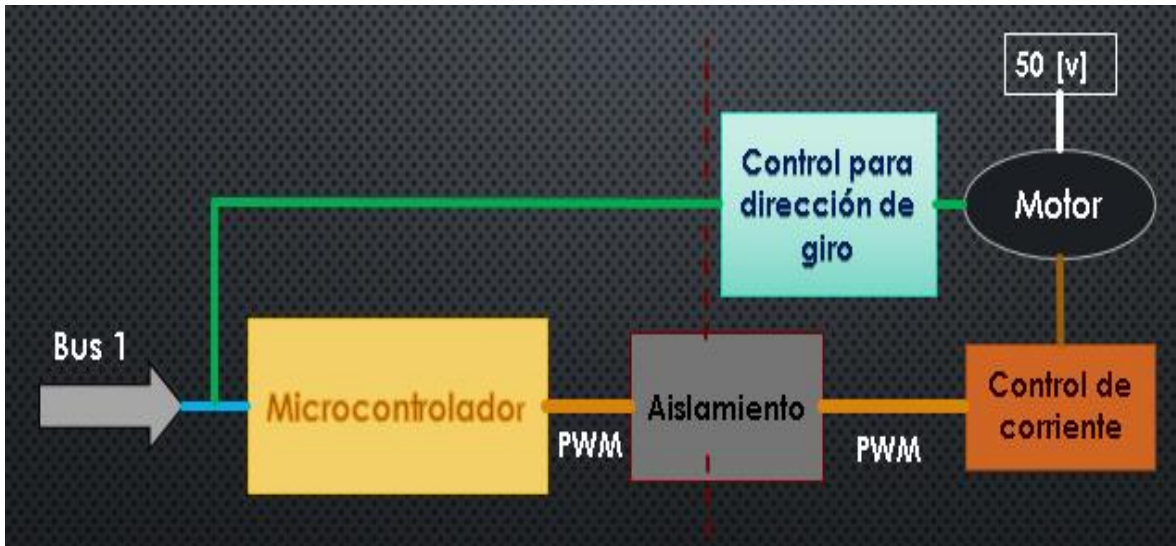 50 [v]
Control para
dirección de
giro
Motor
Bus 1
Microcontrolador
PWM
Aislamiento
PWM
Control de
corriente